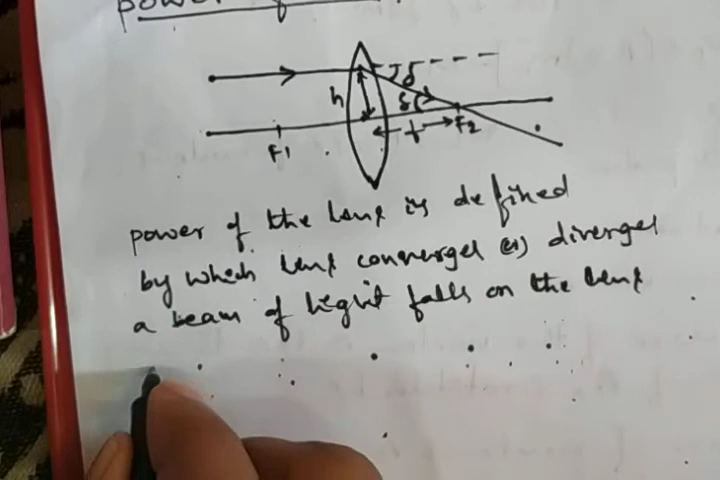 power of
δ
h
δ
f
F1
F2
power of the lens is defined
by which lens converges (or) diverges
a beam of light falls on the lens